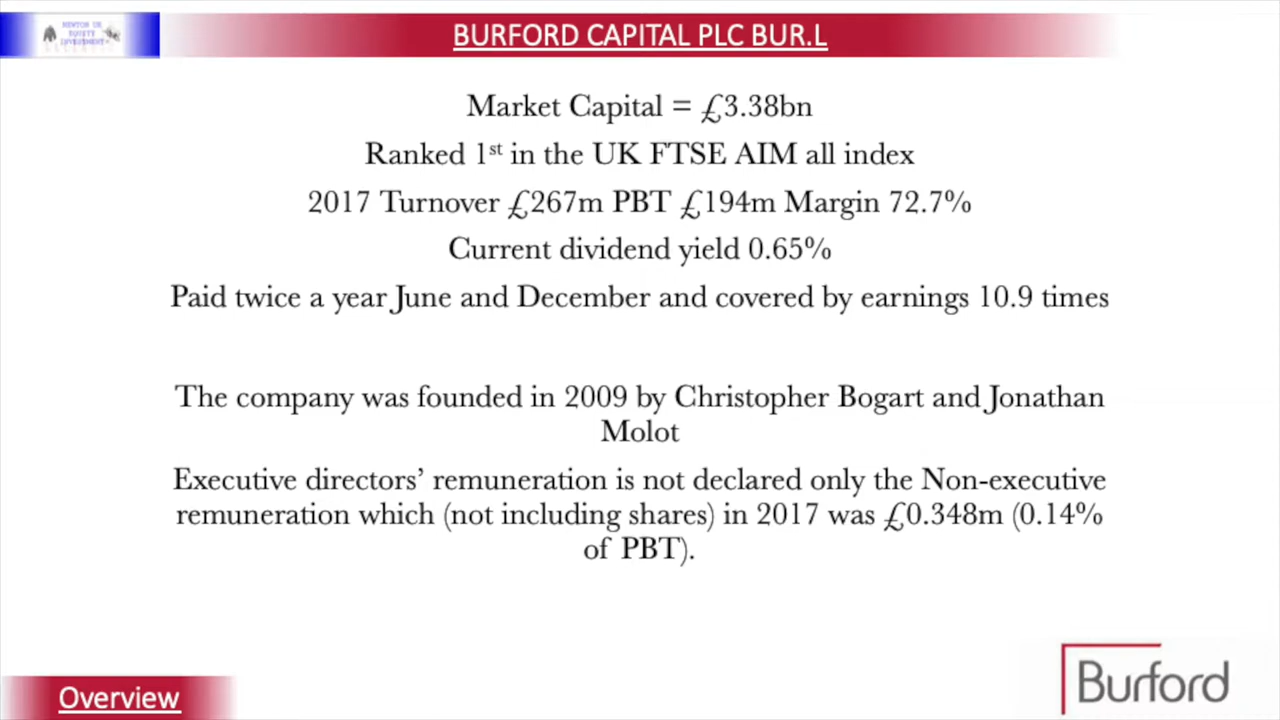 NEWTON UK
EQUITY
INVESTMENT
BURFORD CAPITAL PLC BUR.L
Market Capital = £3.38bn
Ranked 1st in the UK FTSE AIM all index
2017 Turnover £267m PBT £194m Margin 72.7%
Current dividend yield 0.65%
Paid twice a year June and December and covered by earnings 10.9 times
The company was founded in 2009 by Christopher Bogart and Jonathan
Molot
Executive directors’ remuneration is not declared only the Non-executive
remuneration which (not including shares) in 2017 was £0.348m (0.14%
of PBT).
Burford
Overview